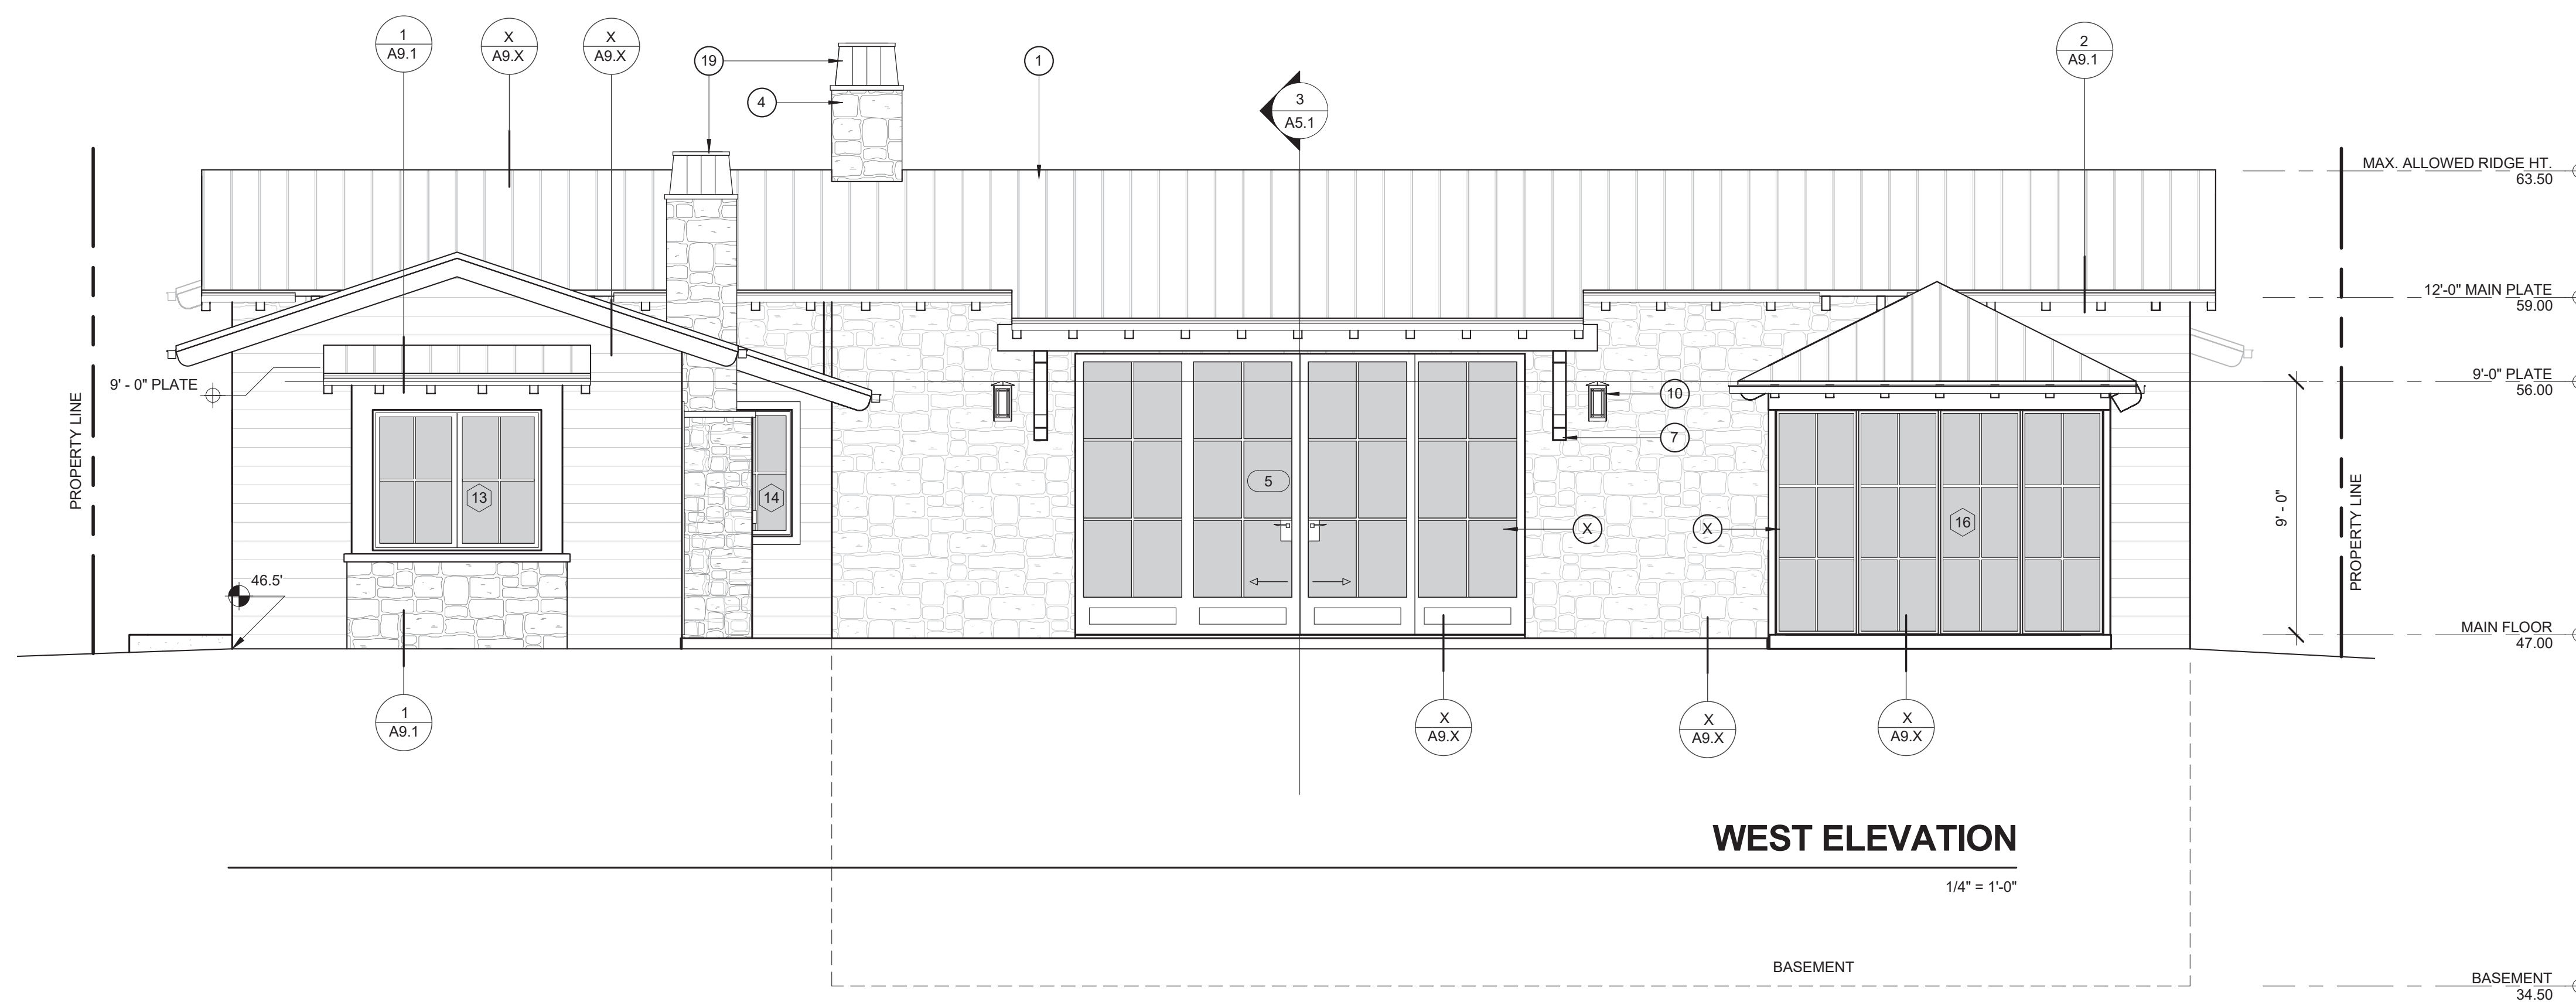 1
A9.1
X
A9.X
X
A9.X
19
4
1
3
A5.1
2
A9.1
MAX. ALLOWED RIDGE HT.
63.50
12'-0" MAIN PLATE
59.00
9' - 0" PLATE
9'-0" PLATE
56.00
10
7
PROPERTY LINE
13
14
5
X
X
16
9' - 0"
PROPERTY LINE
46.5'
MAIN FLOOR
47.00
1
A9.1
X
A9.X
X
A9.X
X
A9.X
WEST ELEVATION
1/4" = 1'-0"
BASEMENT
BASEMENT
34.50